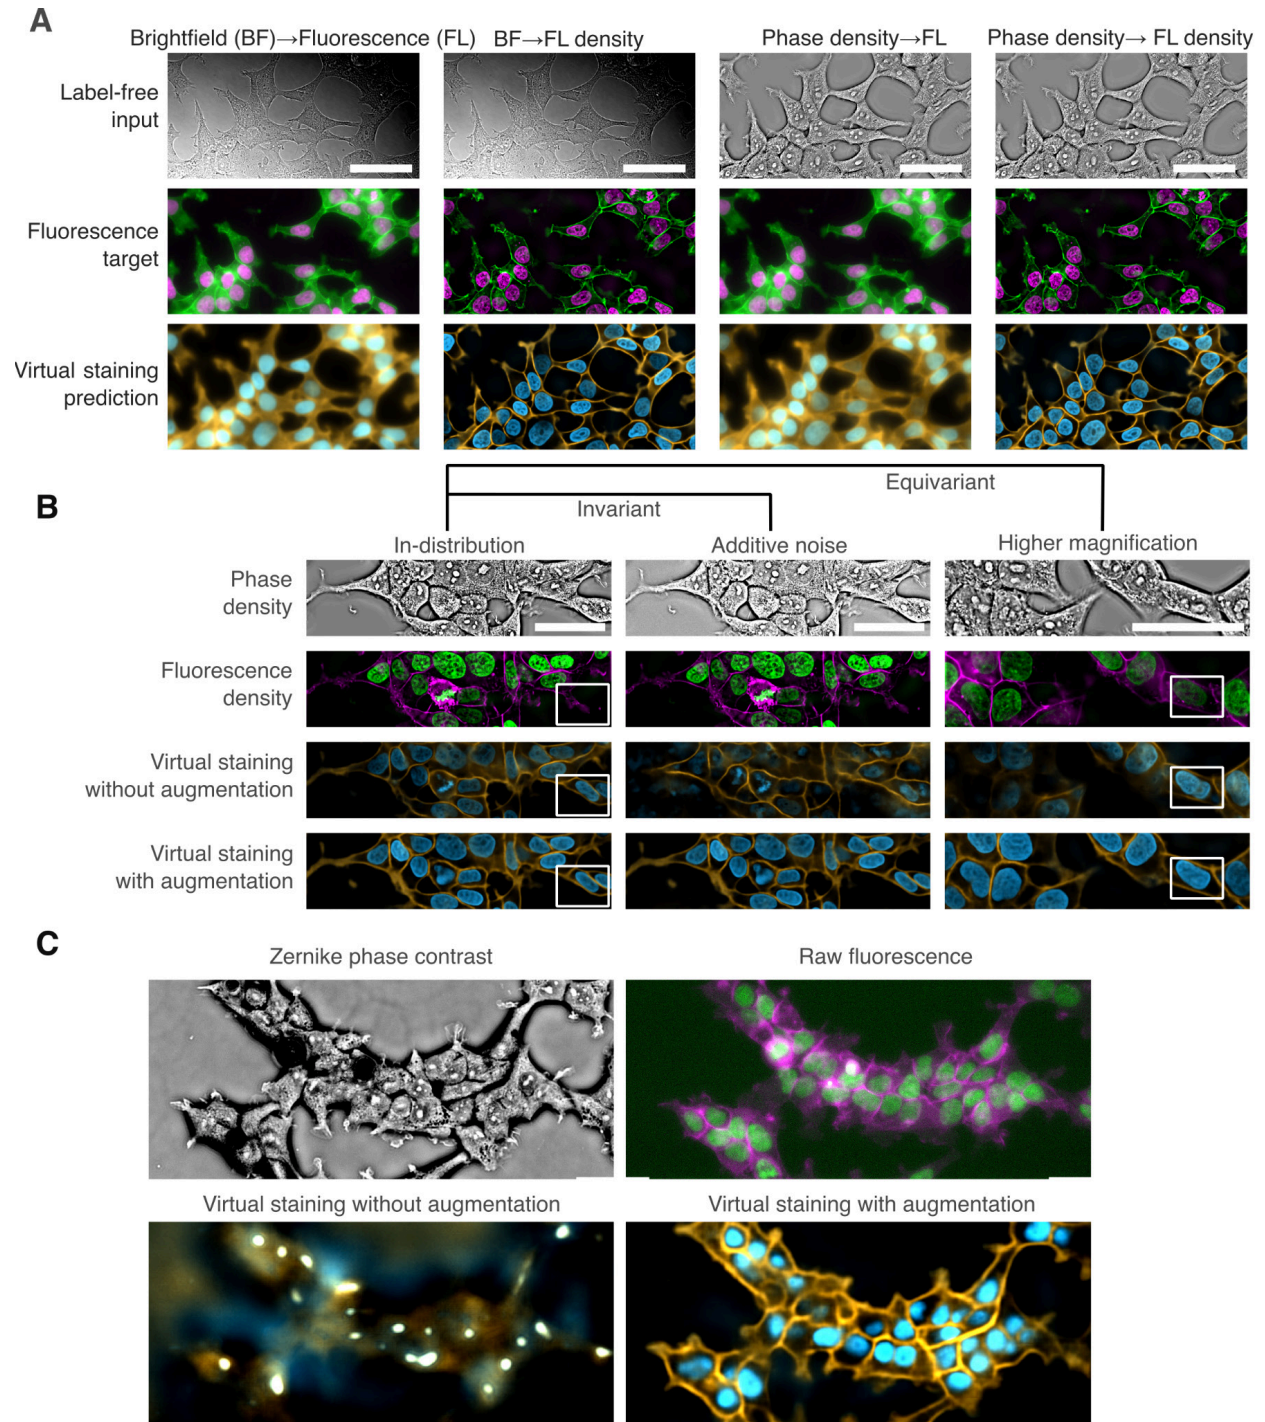 A
Brightfield (BF)→Fluorescence (FL)
BF→FL density
Phase density→FL
Phase density→ FL density
Label-free
input
Fluorescence
target
Virtual staining
prediction
Equivariant
Invariant
B
In-distribution
Additive noise
Higher magnification
Phase
density
Fluorescence
density
Virtual staining
without augmentation
Virtual staining
with augmentation
C
Zernike phase contrast
Raw fluorescence
Virtual staining without augmentation
Virtual staining with augmentation